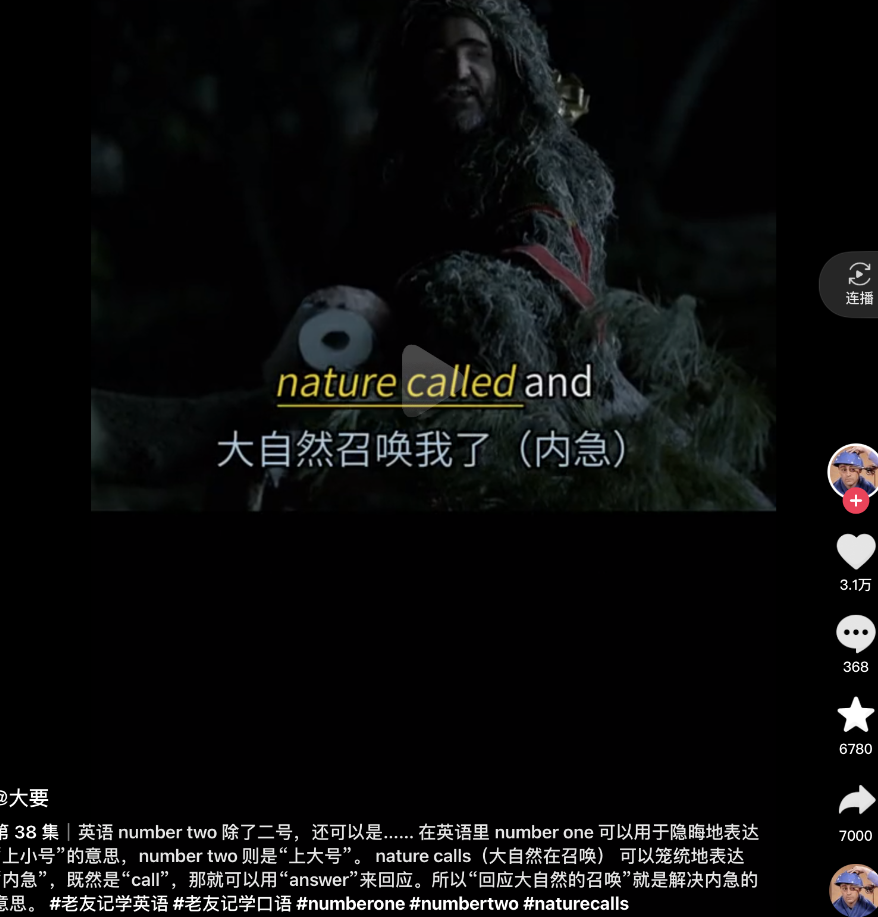 nature called and
大自然召唤我了（内急）
连播
3.1万
368
6780
7000
@大要
第 38 集｜英语 number two 除了二号，还可以是...... 在英语里 number one 可以用于隐晦地表达
“上小号”的意思，number two 则是“上大号”。 nature calls（大自然在召唤） 可以笼统地表达
“内急”，既然是“call”，那就可以用“answer”来回应。所以“回应大自然的召唤”就是解决内急的
意思。 #老友记学英语 #老友记学口语 #numberone #numbertwo #naturecalls